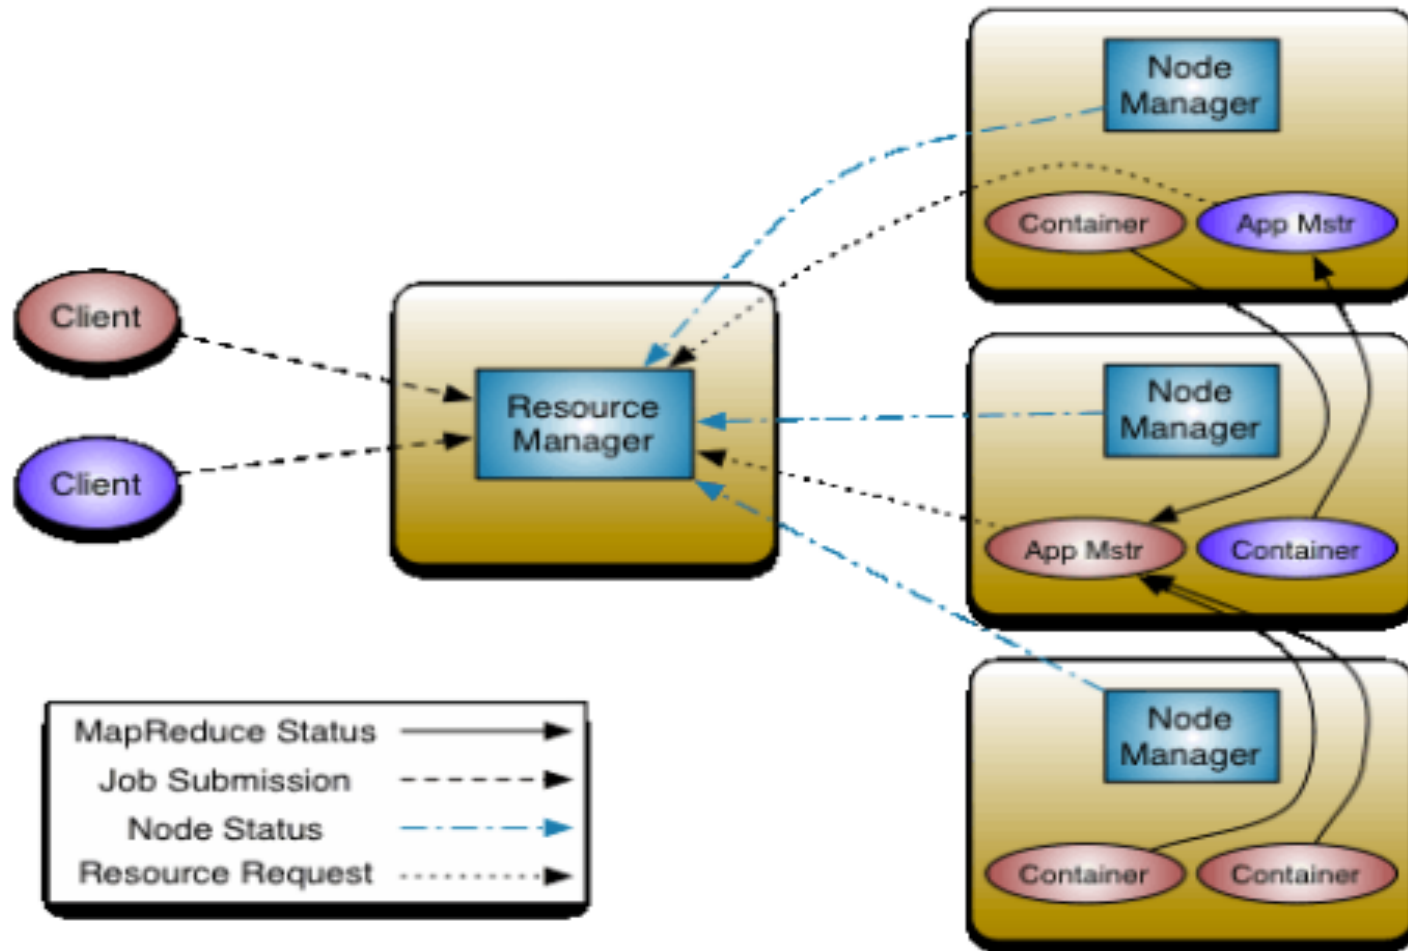 Node
Manager
Container
App Mstr
Client
Client
Resource
Manager
Node
Manager
App Mstr
Container
Node
Manager
Container
Container
MapReduce Status
Job Submission
Node Status
Resource Request